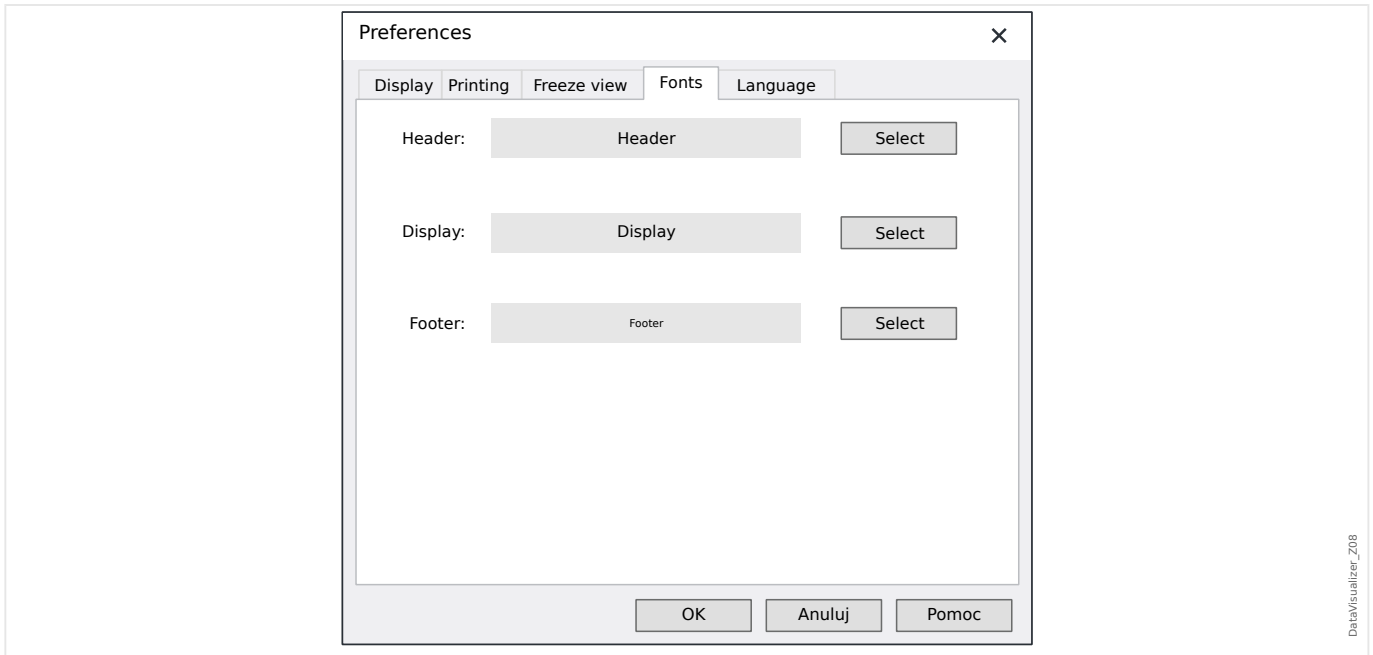 Preferences
Display Printing Freeze view Fonts Language
Header: Header Select
Display: Display Select
Footer: Footer Select
OK Anuluj Pomoc
DataVisualizer_Z08